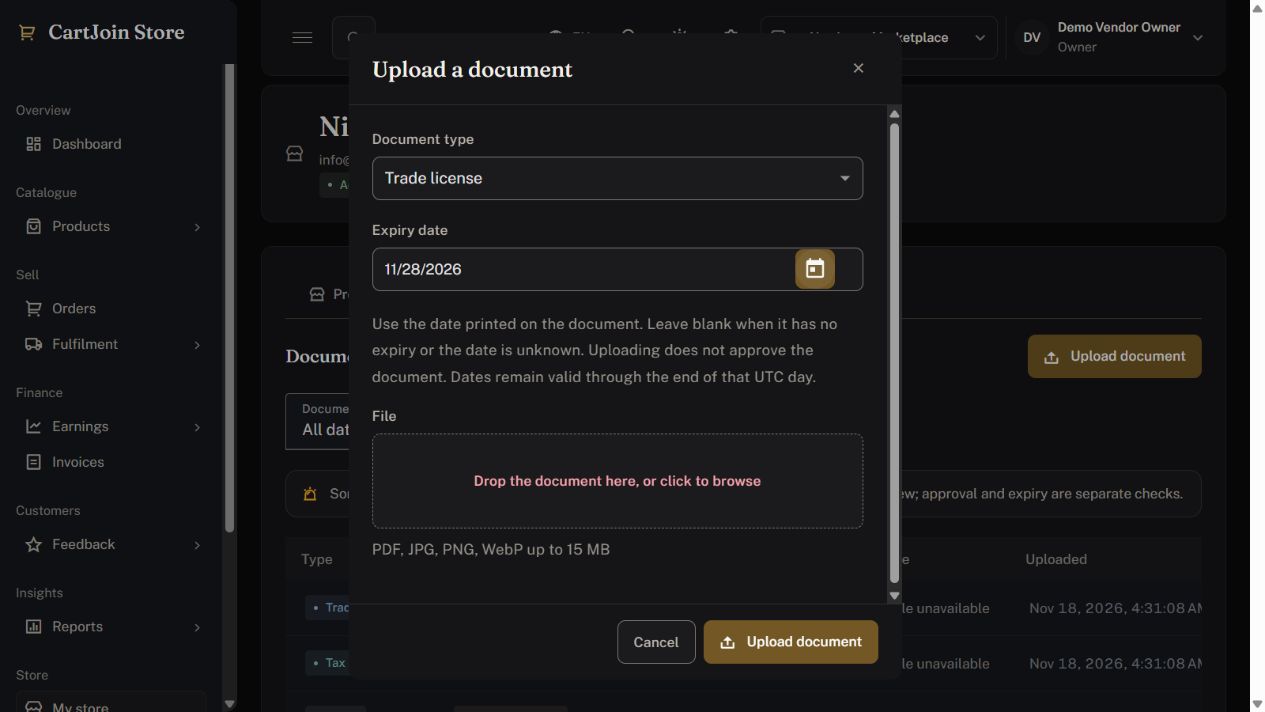 CartJoin Store
Overview
Dashboard
Catalogue
Products
Sell
Orders
Fulfilment
Finance
Earnings
Invoices
Customers
Feedback
Insights
Reports
Store
My store
DV
Demo Vendor Owner
Owner
Upload a document
Document type
Trade license
Expiry date
11/28/2026
Use the date printed on the document. Leave blank when it has no
expiry or the date is unknown. Uploading does not approve the
document. Dates remain valid through the end of that UTC day.
File
Drop the document here, or click to browse
PDF, JPG, PNG, WebP up to 15 MB
Cancel
Upload document
Upload document
approval and expiry are separate checks.
Type
Uploaded
unavailable
Nov 18, 2026, 4:31:08 AM
Tax
unavailable
Nov 18, 2026, 4:31:08 AM